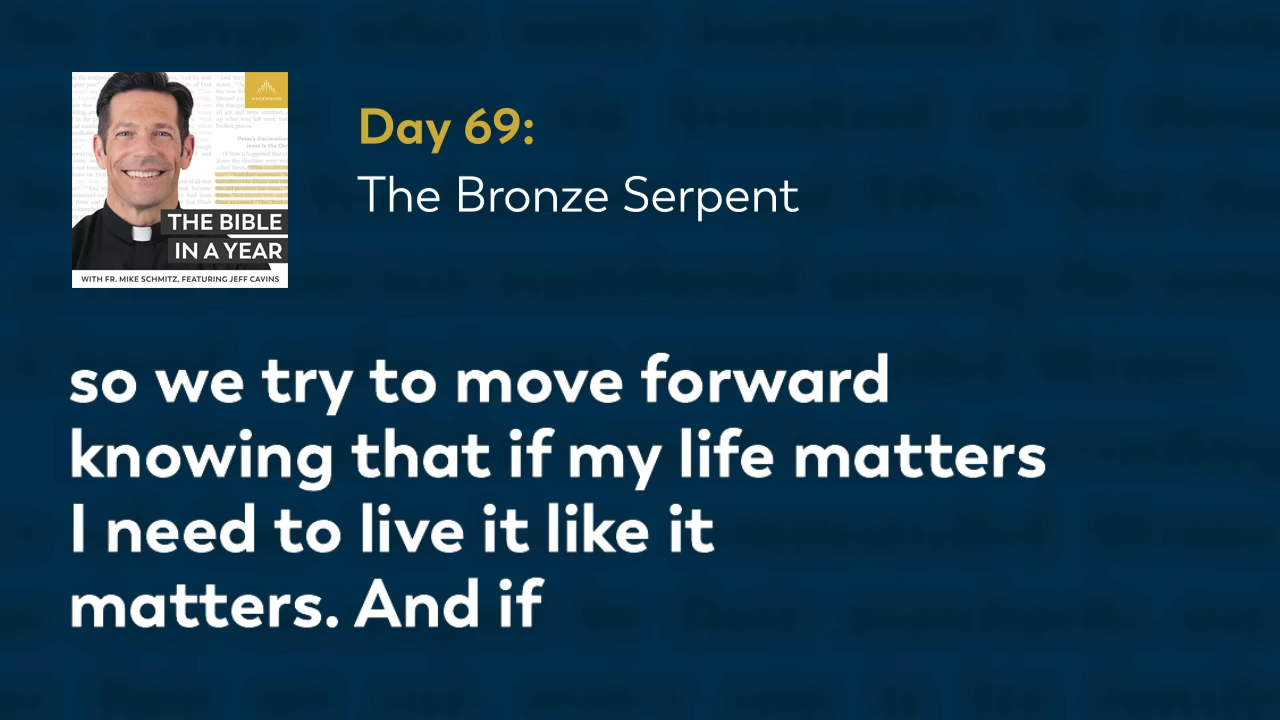 ASCENSION
THE BIBLE
IN A YEAR
WITH FR. MIKE SCHMITZ, FEATURING JEFF CAVINS
Day 69:
The Bronze Serpent
so we try to move forward
knowing that if my life matters
I need to live it like it
matters. And if